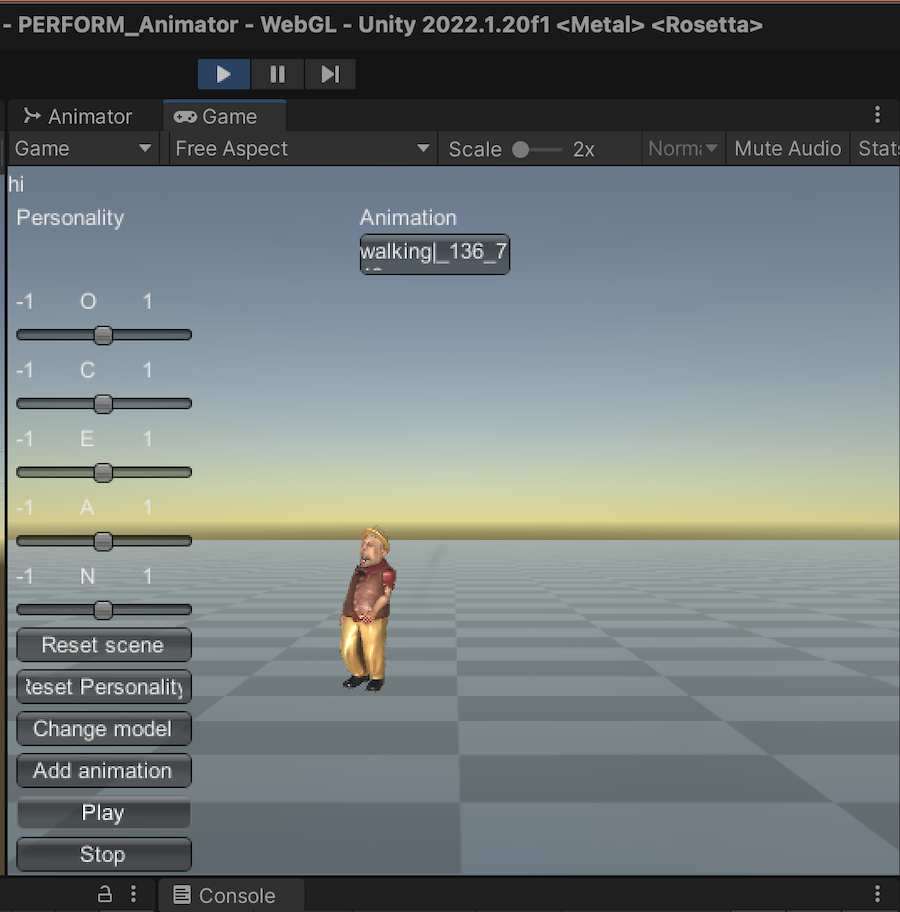 - PERFORM_Animator - WebGL - Unity 2022.1.20f1 <Metal> <Rosetta>
Animator Game
Game Free Aspect Scale 2x Norma Mute Audio Stats
hi
Personality Animation
walking|_136_7
-1 O 1
-1 C 1
-1 E 1
-1 A 1
-1 N 1
Reset scene
Reset Personality
Change model
Add animation
Play
Stop
Console